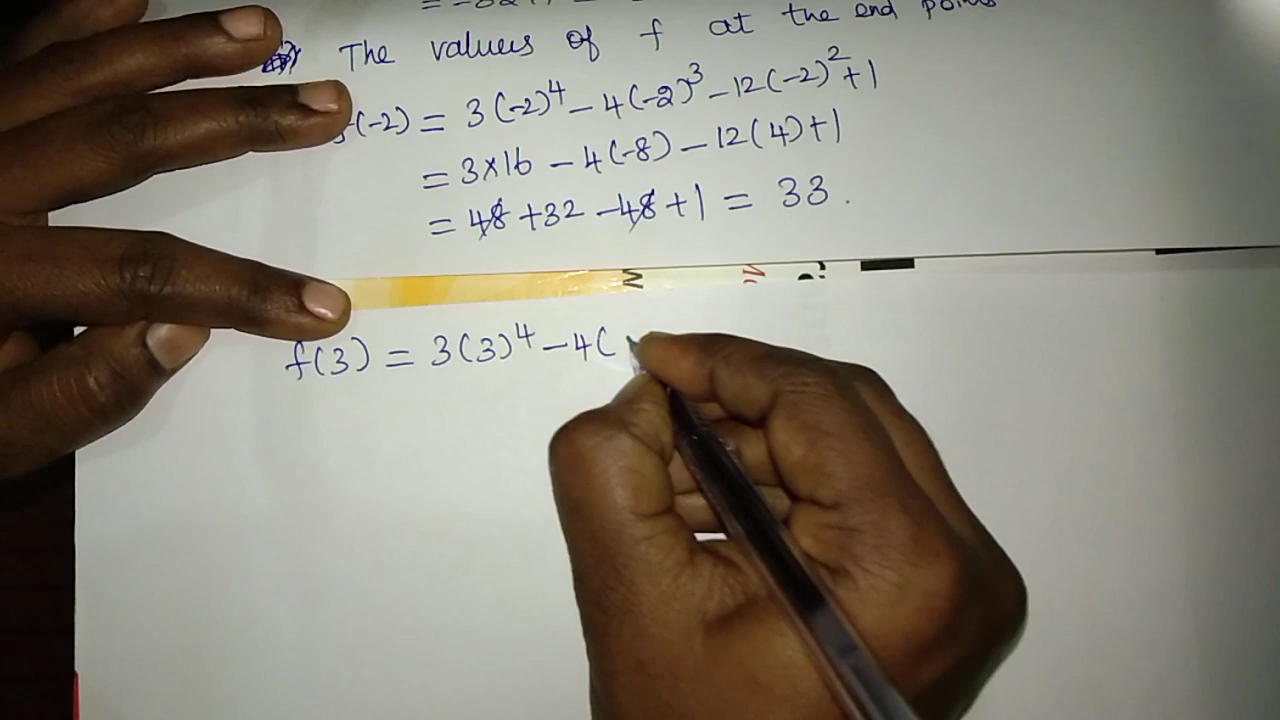 The values of f at the end
(-2) = 3(-2)⁴ - 4(-2)³ - 12(-2)² + 1
= 3×16 - 4(-8) - 12(4) + 1
= 48 + 32 - 48 + 1 = 33.
f(3) = 3(3)⁴ - 4(